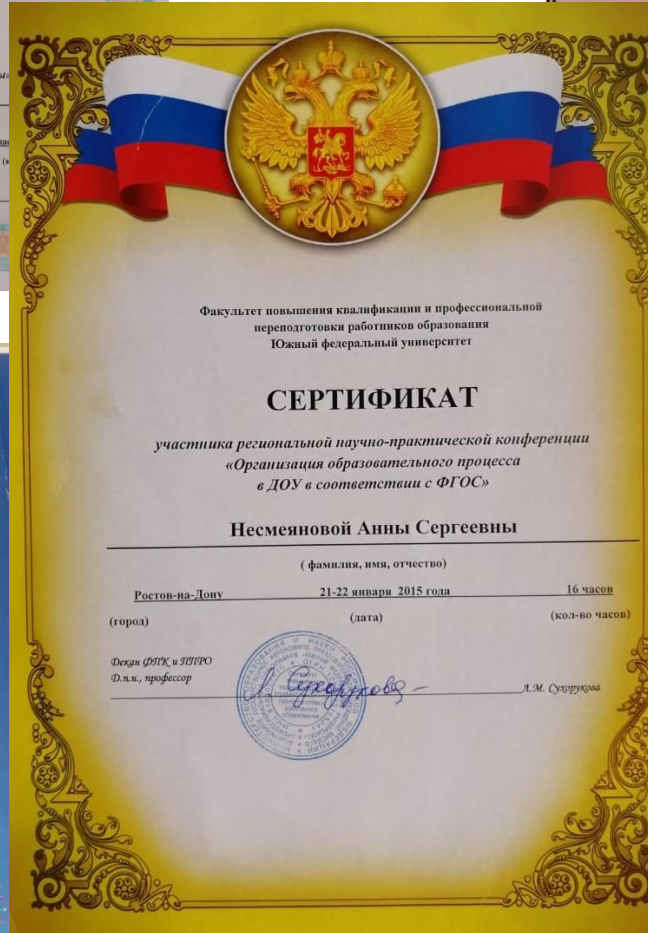 Факультет повышения квалификации и профессиональной
переподготовки работников образования
Южный федеральный университет
СЕРТИФИКАТ
участника региональной научно-практической конференции
«Организация образовательного процесса
в ДОУ в соответствии с ФГОС»
Несмеяновой Анны Сергеевны
( фамилия, имя, отчество)
Ростов-на-Дону 21-22 января 2015 года 16 часов
(город) (дата) (кол-во часов)
Декан ФПК и ППРО
Д.п.н., профессор
Л. Сухорукова
Л.М. Сухорукова